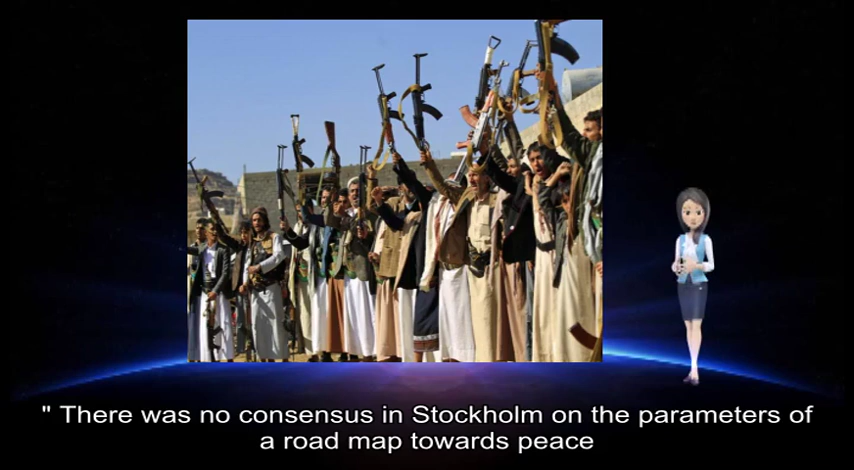 " There was no consensus in Stockholm on the parameters of
a road map towards peace